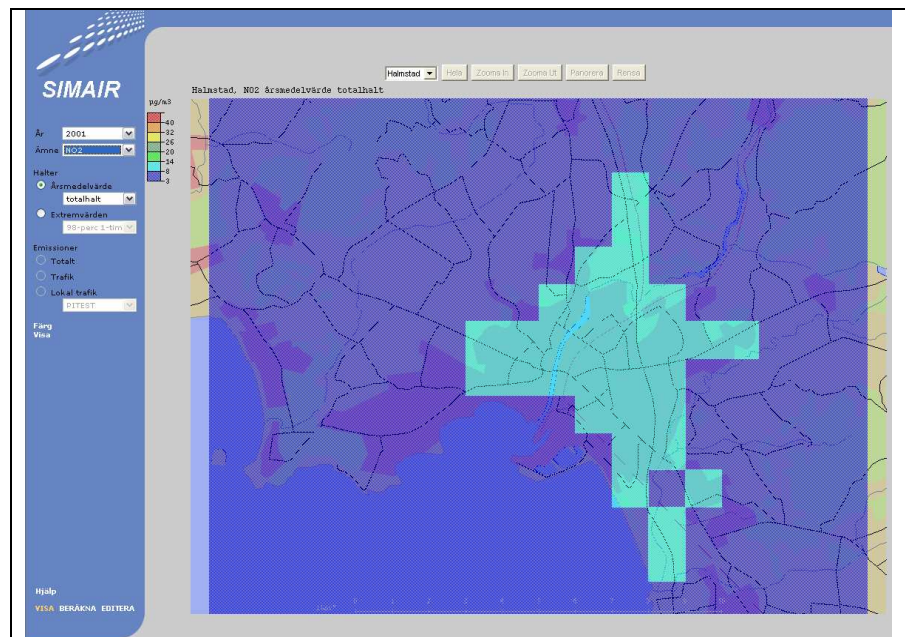 SIMAIR
År 2001
Ämne NO2
Halter
Årsmedelvärde
totalhalt
Extremvärden
98-perc 1-tim
Emissioner
Totalt
Trafik
Lokal trafik
PITEST
Färg
Visa
Hjälp
VISA BERÄKNA EDITERA
Halmstad Hela Zooma In Zooma Ut Panorera Rensa
Halmstad, NO2 årsmedelvärde totalhalt
µg/m3
40
32
26
20
14
8
3